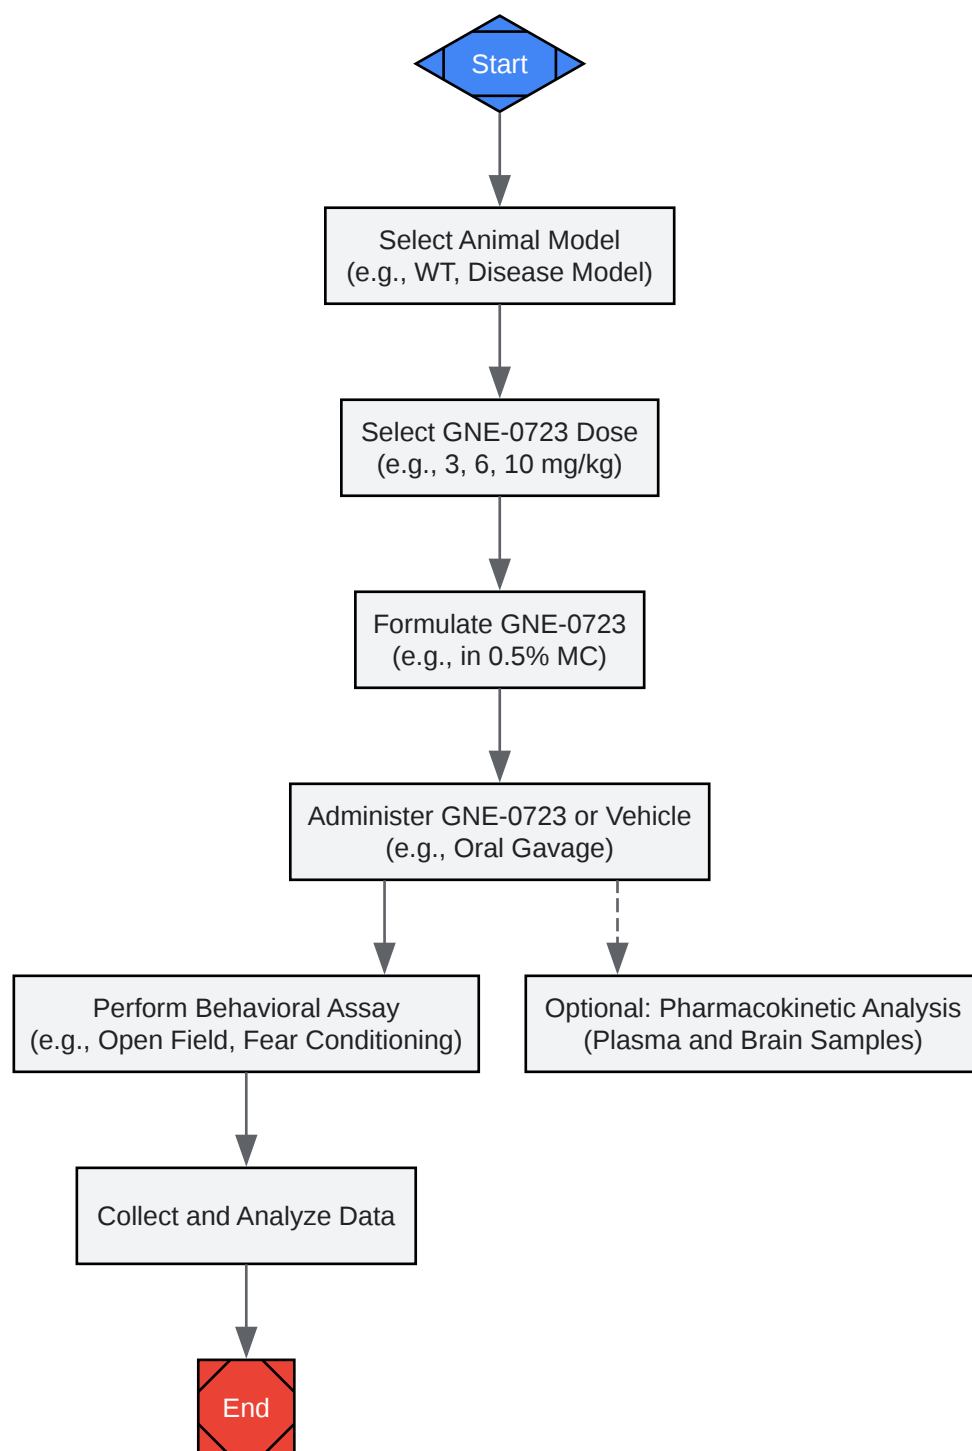 Start
Select Animal Model
(e.g., WT, Disease Model)
Select GNE-0723 Dose
(e.g., 3, 6, 10 mg/kg)
Formulate GNE-0723
(e.g., in 0.5% MC)
Administer GNE-0723 or Vehicle
(e.g., Oral Gavage)
Perform Behavioral Assay
(e.g., Open Field, Fear Conditioning)
Optional: Pharmacokinetic Analysis
(Plasma and Brain Samples)
Collect and Analyze Data
End